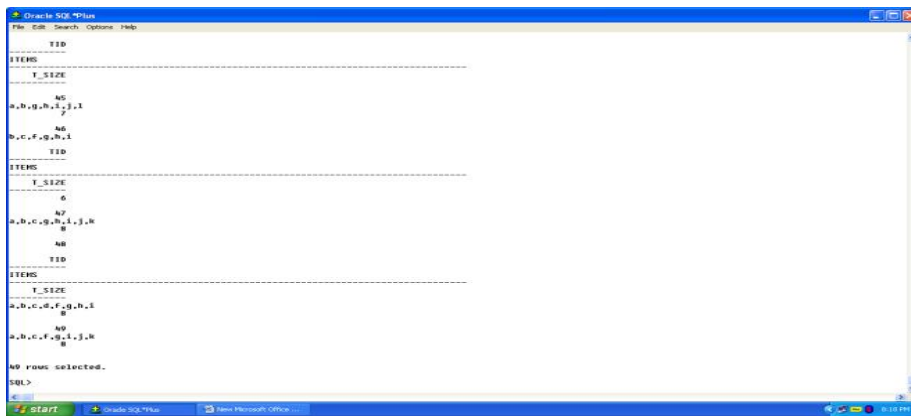 Oracle SQL*Plus
File Edit Search Options Help
TID
----------
ITEMS
--------------------------------------------------------------------------------
T_SIZE
----------
45
a,b,g,h,i,j,l
7
46
b,c,f,g,h,i
TID
----------
ITEMS
--------------------------------------------------------------------------------
T_SIZE
----------
6
47
a,b,c,g,h,i,j,k
8
48
TID
----------
ITEMS
--------------------------------------------------------------------------------
T_SIZE
----------
a,b,c,d,f,g,h,i
8
49
a,b,c,f,g,i,j,k
8
49 rows selected.
SQL>
start Oracle SQL*Plus New Microsoft Office ...